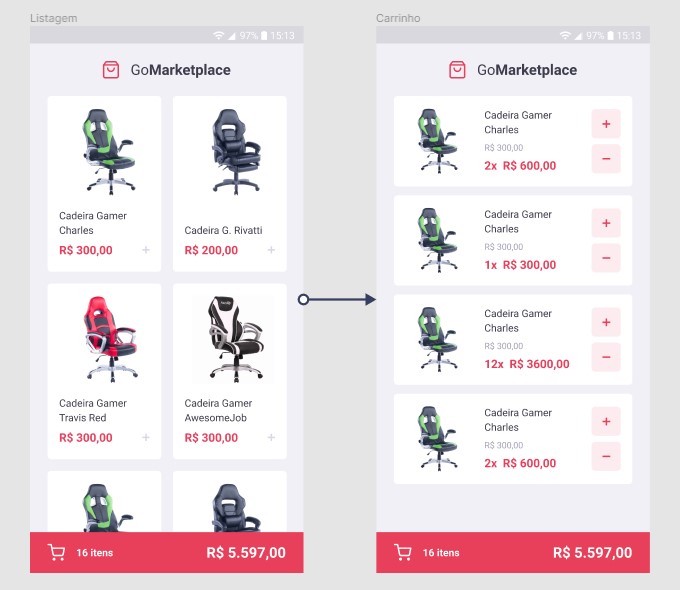 Listagem
97% 15:13
GoMarketplace
Cadeira Gamer
Charles
R$ 300,00 +
Cadeira G. Rivatti
R$ 200,00 +
Cadeira Gamer
Travis Red
R$ 300,00 +
Cadeira Gamer
AwesomeJob
R$ 300,00 +
16 itens
R$ 5.597,00
Carrinho
97% 15:13
GoMarketplace
Cadeira Gamer
Charles
R$ 300,00
2x R$ 600,00
+
−
Cadeira Gamer
Charles
R$ 300,00
1x R$ 300,00
+
−
Cadeira Gamer
Charles
R$ 300,00
12x R$ 3600,00
+
−
Cadeira Gamer
Charles
R$ 300,00
2x R$ 600,00
+
−
16 itens
R$ 5.597,00